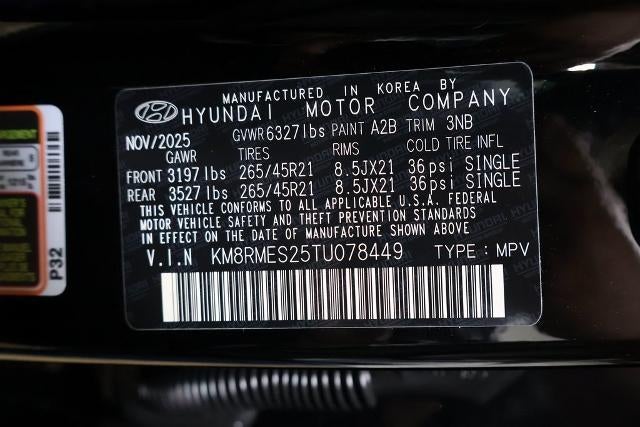 MANUFACTURED IN KOREA BY
HYUNDAI MOTOR COMPANY
NOV/2025 GVWR 6327 lbs PAINT A2B TRIM 3NB
GAWR TIRES RIMS COLD TIRE INFL
FRONT 3197 lbs 265/45R21 8.5JX21 36 psi SINGLE
REAR 3527 lbs 265/45R21 8.5JX21 36 psi SINGLE
THIS VEHICLE CONFORMS TO ALL APPLICABLE U.S.A. FEDERAL
MOTOR VEHICLE SAFETY AND THEFT PREVENTION STANDARDS
IN EFFECT ON THE DATE OF MANUFACTURE SHOWN ABOVE
V.I.N KM8RMES25TU078449 TYPE : MPV
P32